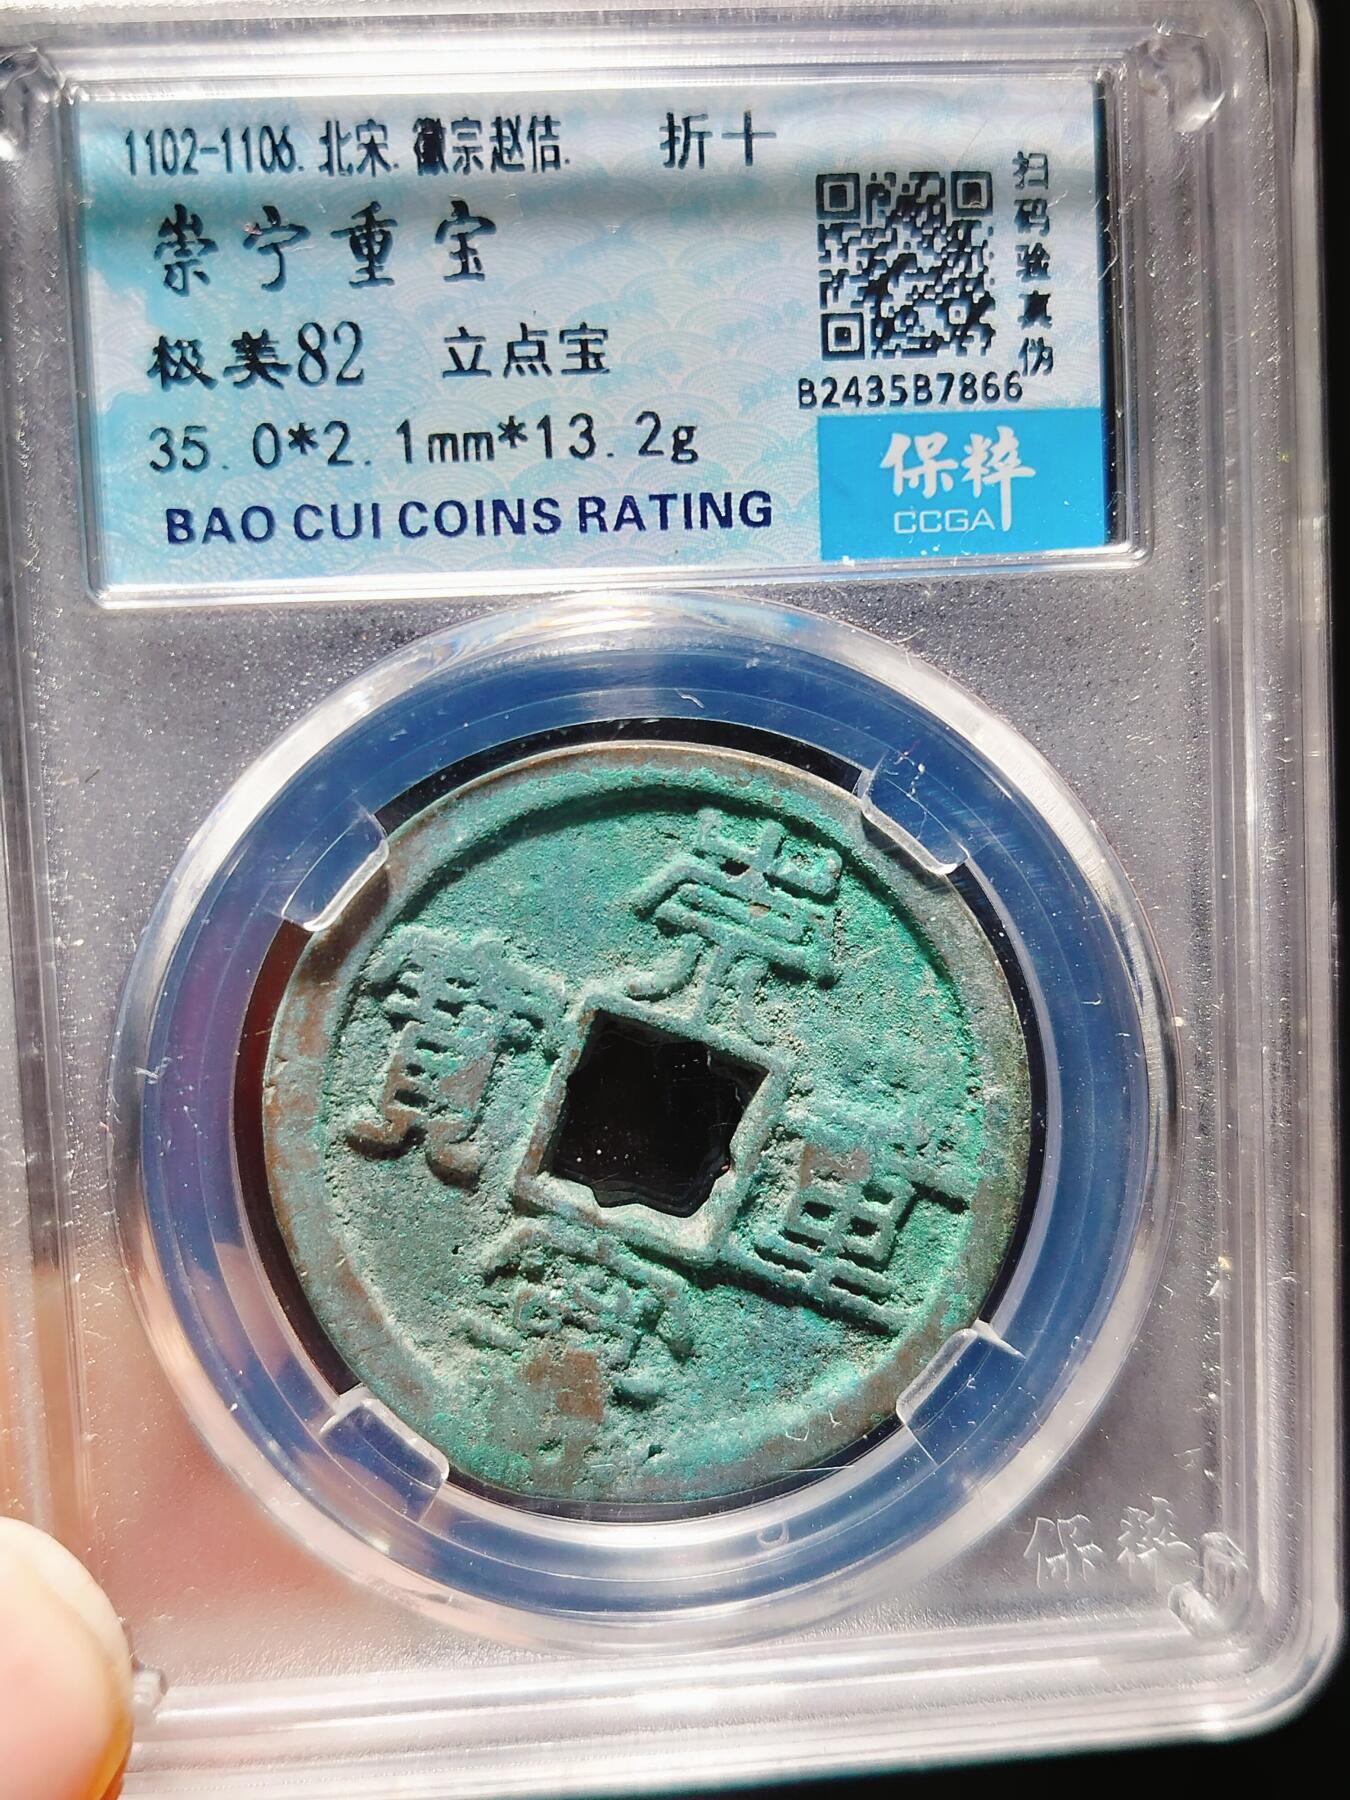 1102-1106. 北宋. 徽宗赵佶. 折十
崇宁重宝
极美82 立点宝
35.0*2.1mm*13.2g
BAO CUI COINS RATING
扫码验真伪
B2435B7866
保粹
CCGA
崇寧重寶
保粹